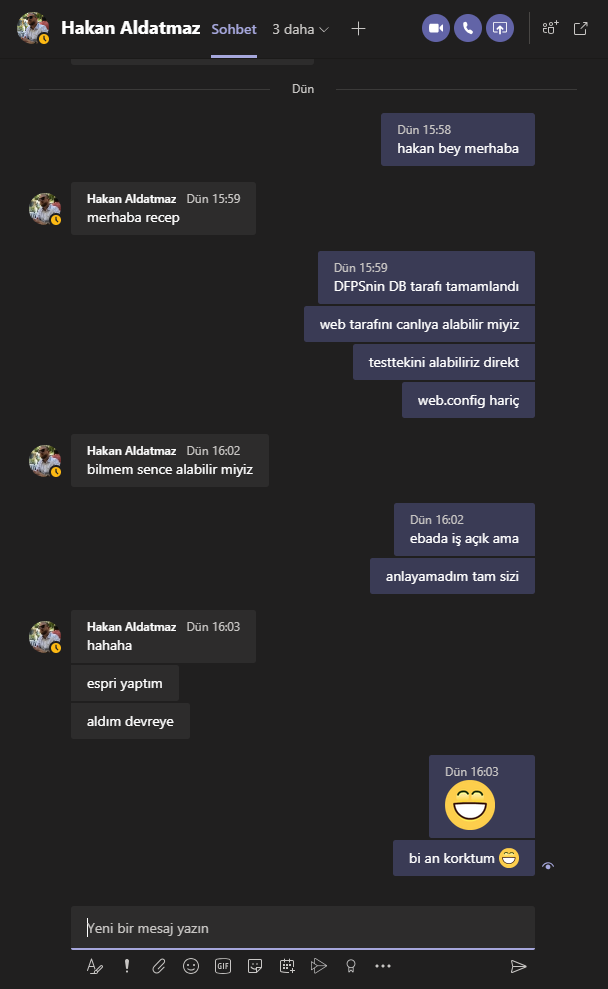 Hakan Aldatmaz Sohbet 3 daha
Dün
Dün 15:58
hakan bey merhaba
Hakan Aldatmaz Dün 15:59
merhaba recep
Dün 15:59
DFPSnin DB tarafı tamamlandı
web tarafını canlıya alabilir miyiz
testtekini alabiliriz direkt
web.config hariç
Hakan Aldatmaz Dün 16:02
bilmem sence alabilir miyiz
Dün 16:02
ebada iş açık ama
anlayamadım tam sizi
Hakan Aldatmaz Dün 16:03
hahaha
espri yaptım
aldım devreye
Dün 16:03
bi an korktum
Yeni bir mesaj yazın
GIF